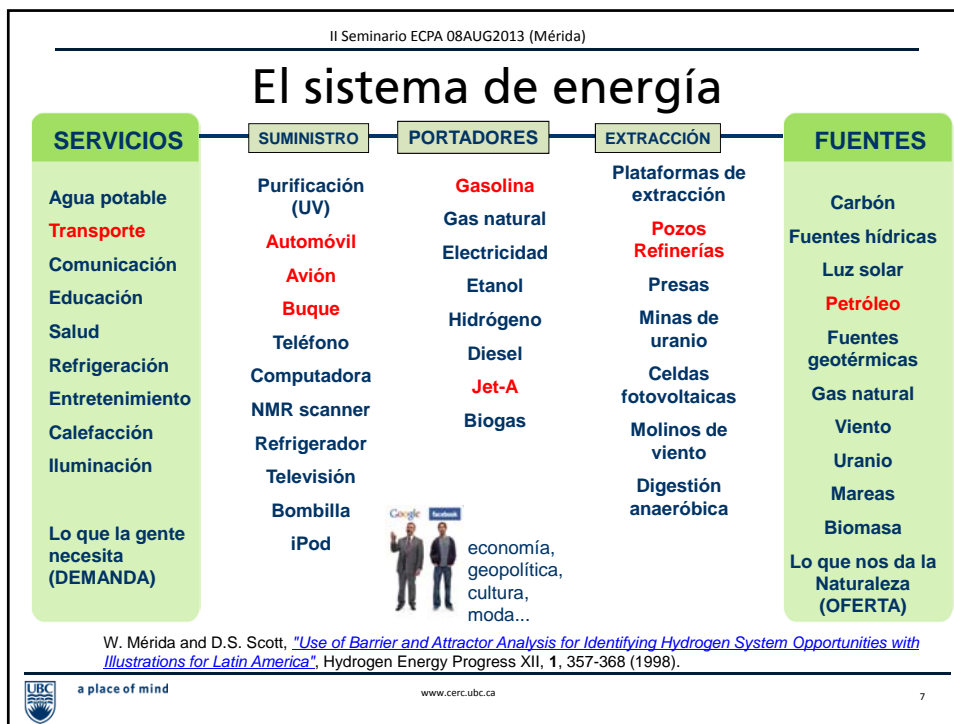 II Seminario ECPA 08AUG2013 (Mérida)
El sistema de energía
SERVICIOS
Agua potable
Transporte
Comunicación
Educación
Salud
Refrigeración
Entretenimiento
Calefacción
Iluminación
Lo que la gente
necesita
(DEMANDA)
SUMINISTRO
Purificación
(UV)
Automóvil
Avión
Buque
Teléfono
Computadora
NMR scanner
Refrigerador
Televisión
Bombilla
iPod
PORTADORES
Gasolina
Gas natural
Electricidad
Etanol
Hidrógeno
Diesel
Jet-A
Biogas
Google
facebook
economía,
geopolítica,
cultura,
moda...
EXTRACCIÓN
Plataformas de
extracción
Pozos
Refinerías
Presas
Minas de
uranio
Celdas
fotovoltaicas
Molinos de
viento
Digestión
anaeróbica
FUENTES
Carbón
Fuentes hídricas
Luz solar
Petróleo
Fuentes
geotérmicas
Gas natural
Viento
Uranio
Mareas
Biomasa
Lo que nos da la
Naturaleza
(OFERTA)
W. Mérida and D.S. Scott, "Use of Barrier and Attractor Analysis for Identifying Hydrogen System Opportunities with
Illustrations for Latin America", Hydrogen Energy Progress XII, 1, 357-368 (1998).
UBC
a place of mind
www.cerc.ubc.ca
7